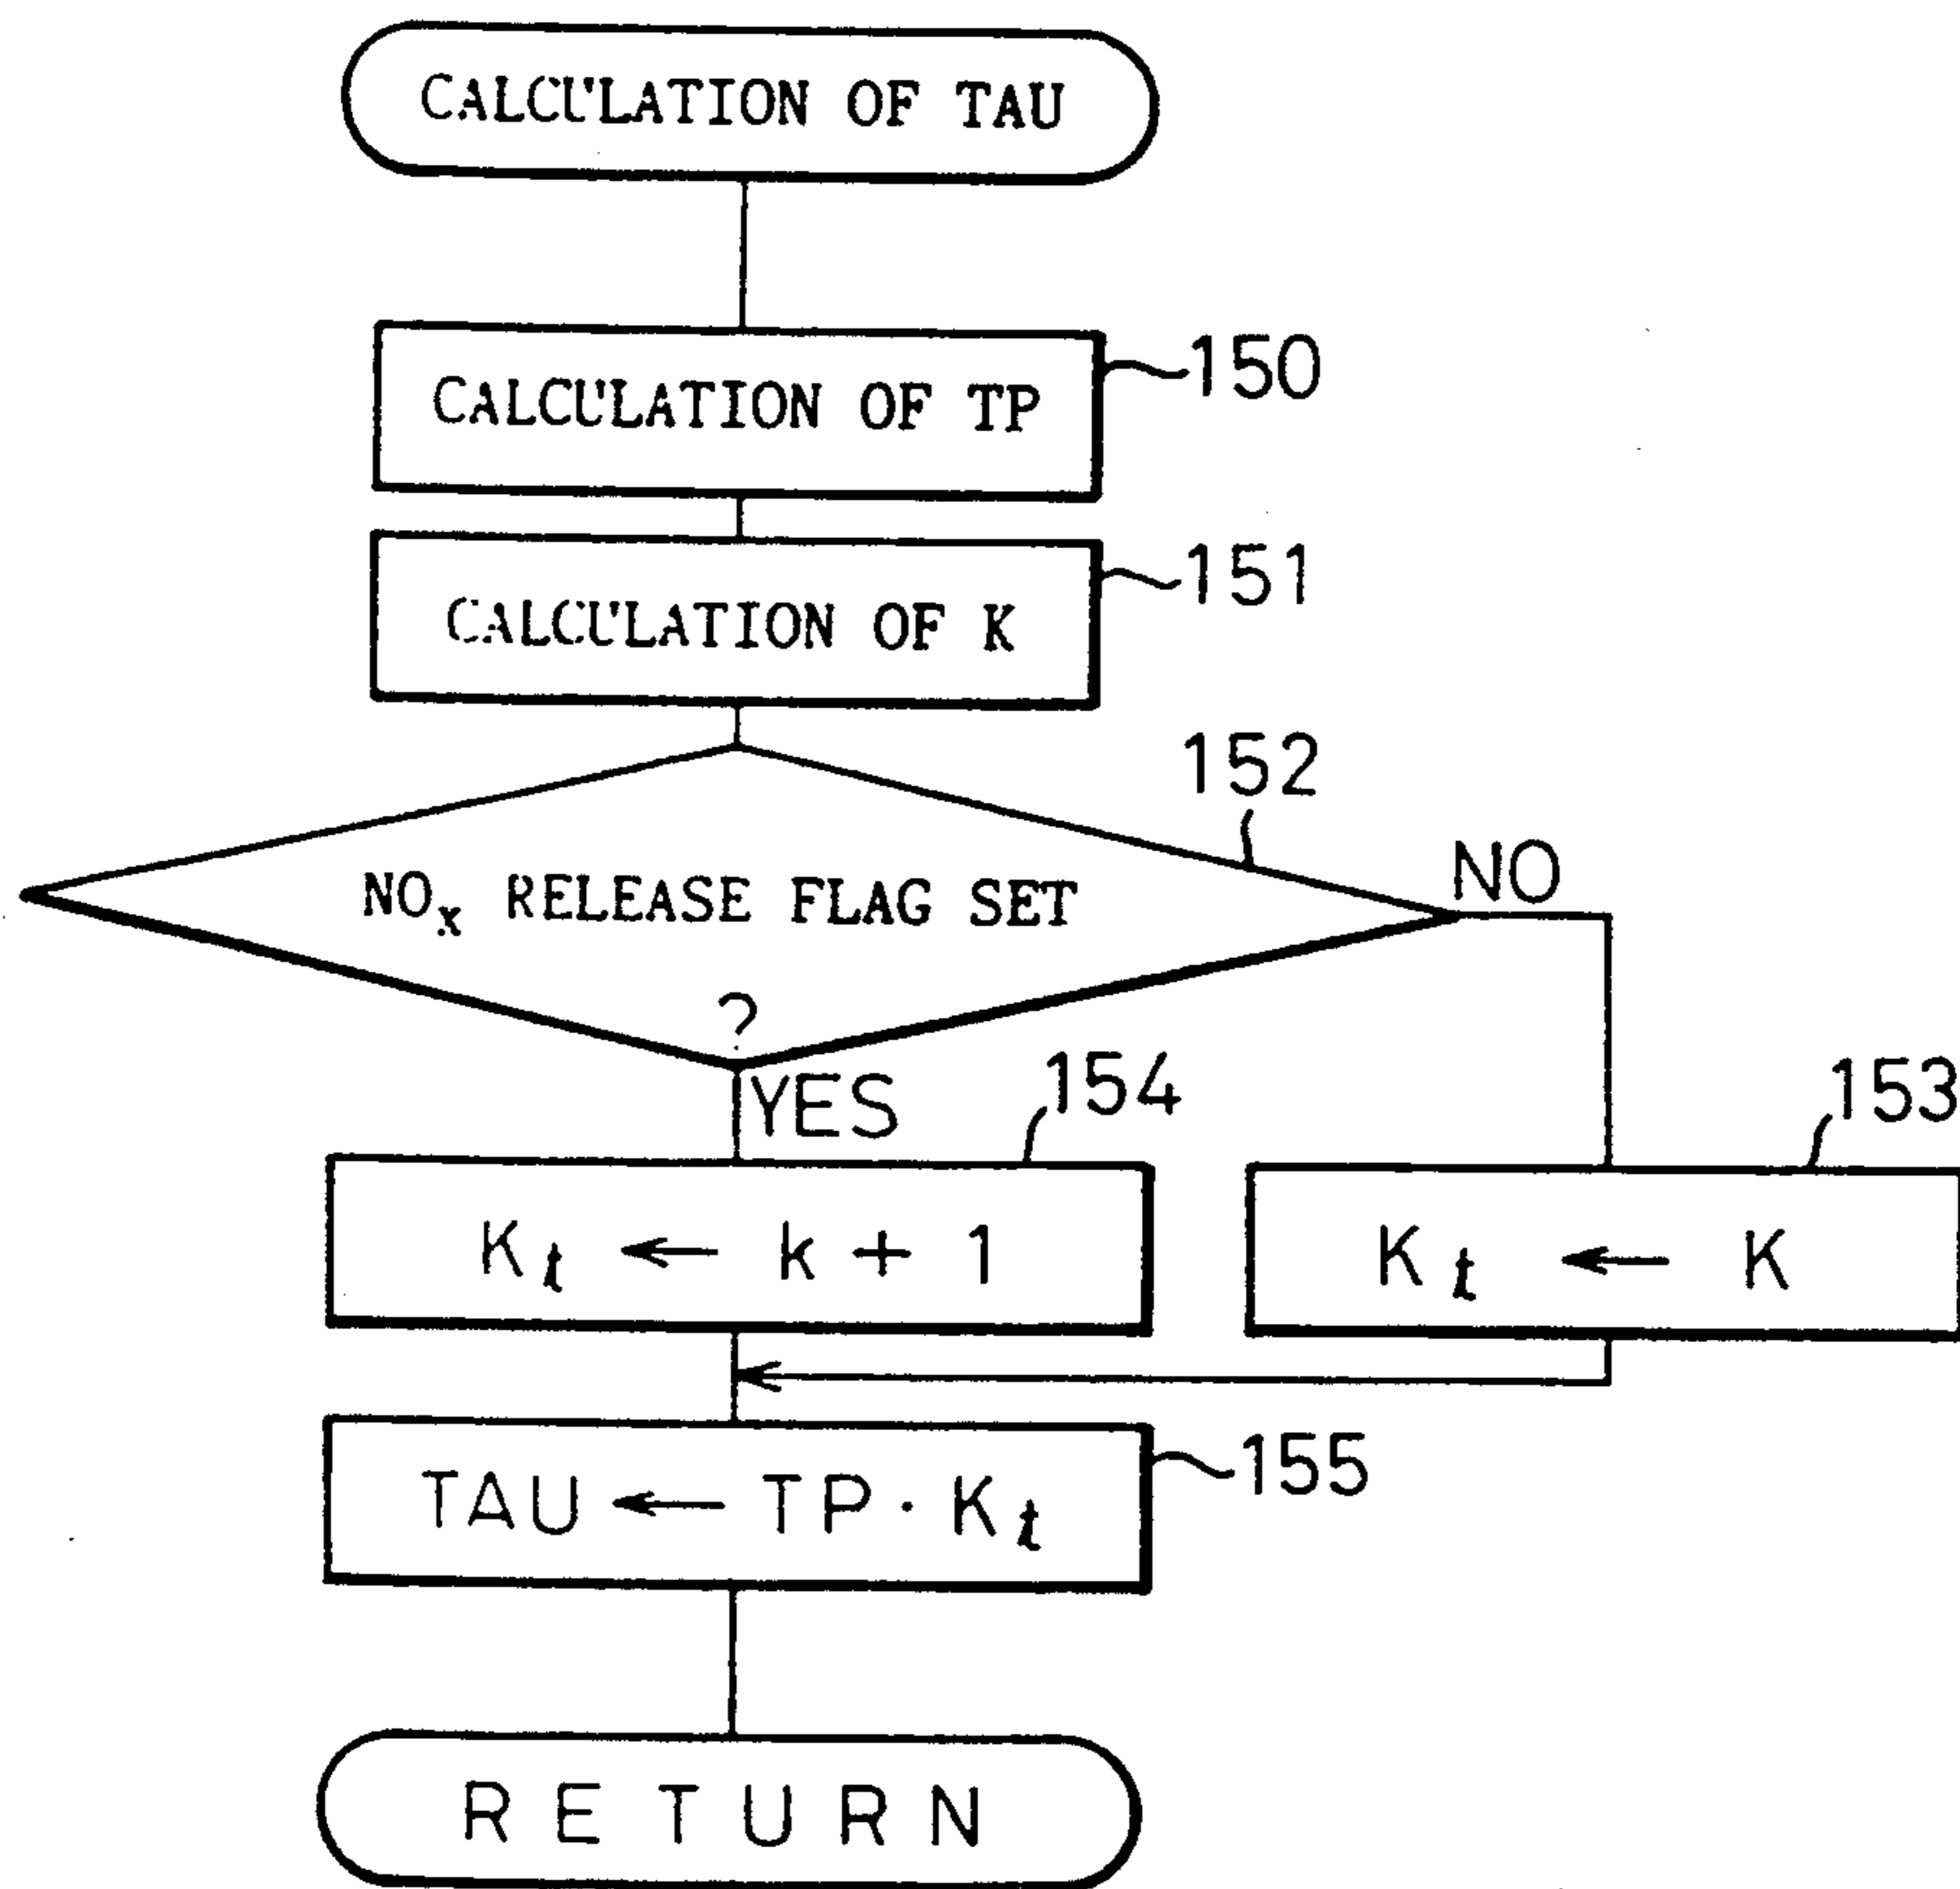 CALCULATION OF TAU
CALCULATION OF TP
150
CALCULATION OF K
151
152
NOx RELEASE FLAG SET
?
NO
YES
154
153
Kt ← k + 1
Kt ← K
TAU ← TP · Kt
155
RETURN